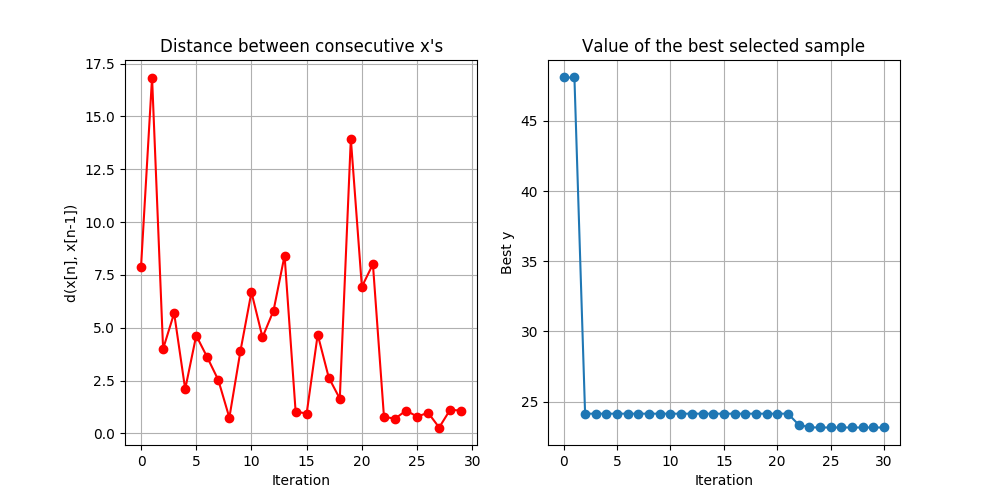 Distance between consecutive x's
17.5
15.0
12.5
10.0
7.5
5.0
2.5
0.0
d(x[n], x[n-1])
0 5 10 15 20 25 30
Iteration
Value of the best selected sample
45
40
35
30
25
Best y
0 5 10 15 20 25 30
Iteration